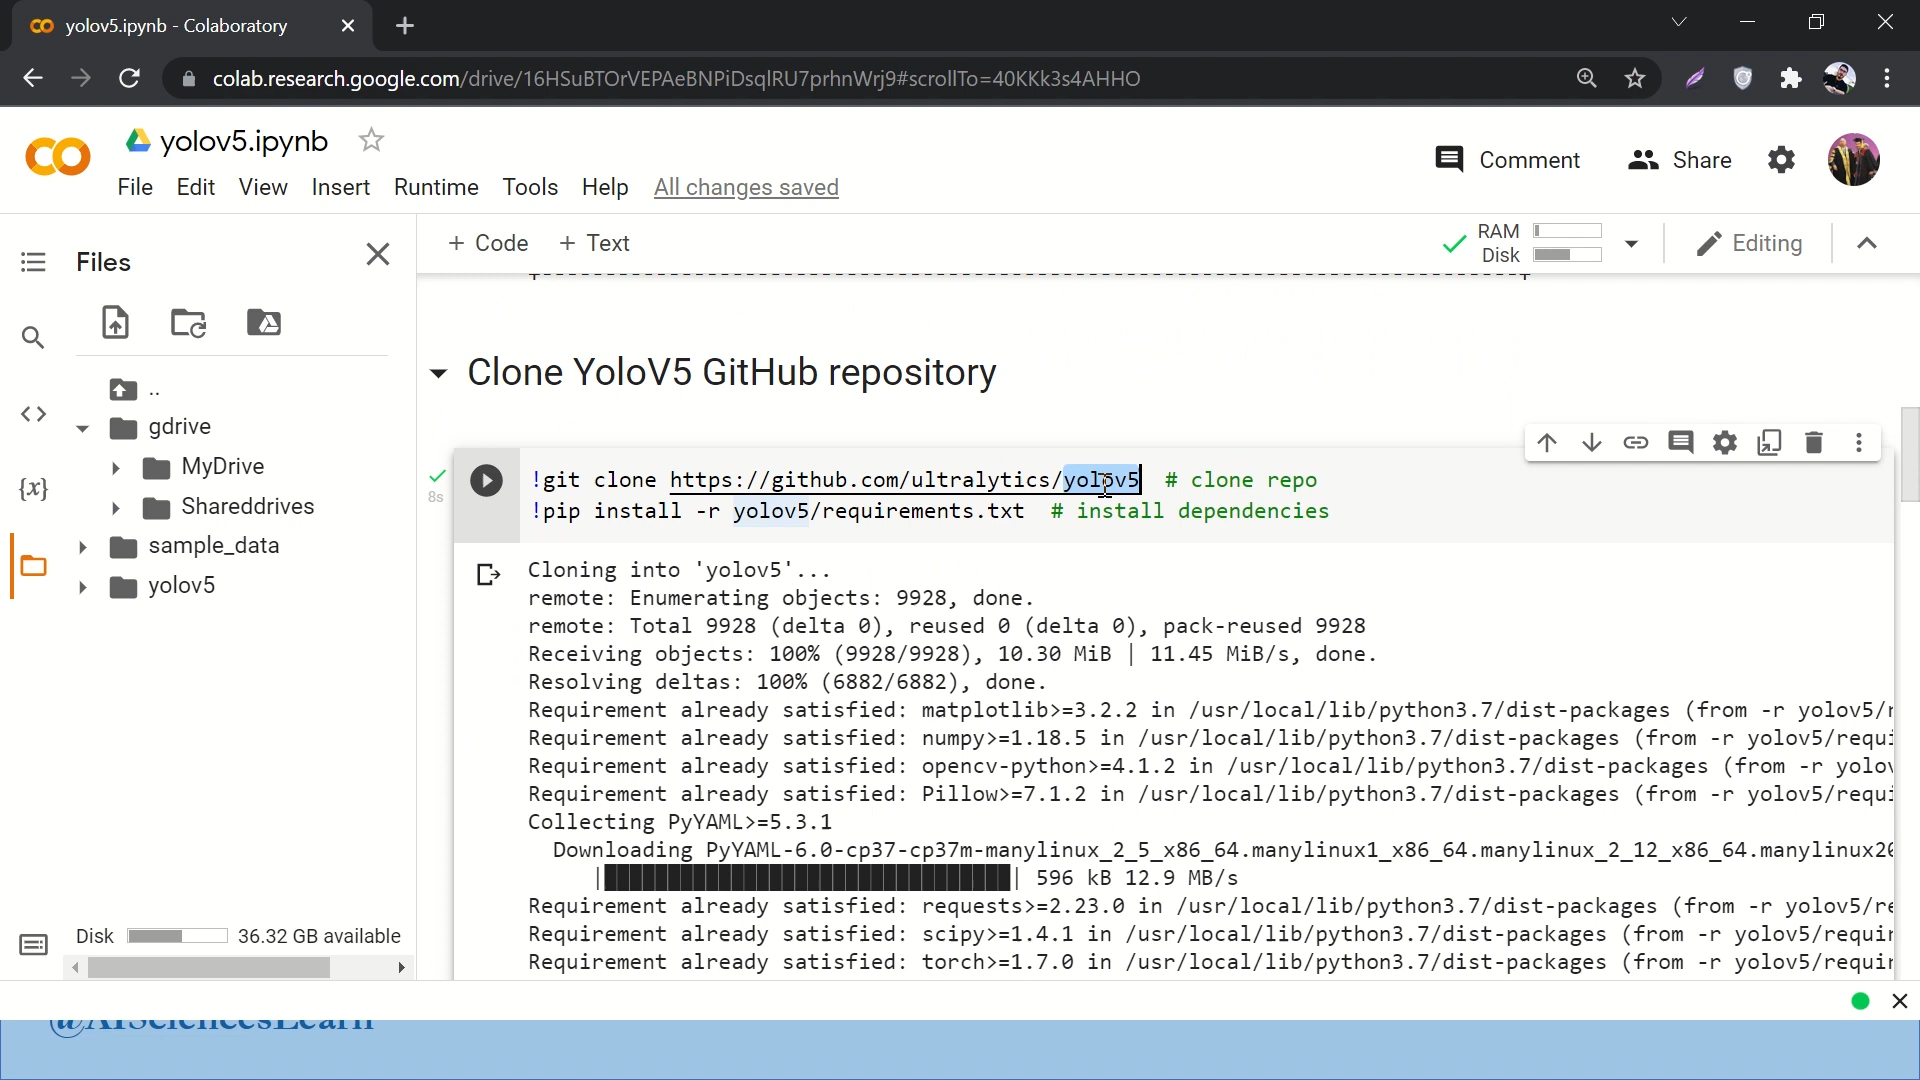 yolov5.ipynb - Colaboratory
colab.research.google.com/drive/16HSuBTOrVEPAeBNPiDsqlRU7prhnWrj9#scrollTo=40KKk3s4AHHO
yolov5.ipynb
Comment
Share
File Edit View Insert Runtime Tools Help All changes saved
Files
+ Code + Text
RAM
Disk
Editing
..
gdrive
MyDrive
Shareddrives
sample_data
yolov5
Disk 36.32 GB available
Clone YoloV5 GitHub repository
8s
!git clone https://github.com/ultralytics/yolov5 # clone repo
!pip install -r yolov5/requirements.txt # install dependencies
Cloning into 'yolov5'...
remote: Enumerating objects: 9928, done.
remote: Total 9928 (delta 0), reused 0 (delta 0), pack-reused 9928
Receiving objects: 100% (9928/9928), 10.30 MiB | 11.45 MiB/s, done.
Resolving deltas: 100% (6882/6882), done.
Requirement already satisfied: matplotlib>=3.2.2 in /usr/local/lib/python3.7/dist-packages (from -r yolov5/r
Requirement already satisfied: numpy>=1.18.5 in /usr/local/lib/python3.7/dist-packages (from -r yolov5/requi
Requirement already satisfied: opencv-python>=4.1.2 in /usr/local/lib/python3.7/dist-packages (from -r yolov
Requirement already satisfied: Pillow>=7.1.2 in /usr/local/lib/python3.7/dist-packages (from -r yolov5/requi
Collecting PyYAML>=5.3.1
Downloading PyYAML-6.0-cp37-cp37m-manylinux_2_5_x86_64.manylinux1_x86_64.manylinux_2_12_x86_64.manylinux20
|████████████████████████████████| 596 kB 12.9 MB/s
Requirement already satisfied: requests>=2.23.0 in /usr/local/lib/python3.7/dist-packages (from -r yolov5/re
Requirement already satisfied: scipy>=1.4.1 in /usr/local/lib/python3.7/dist-packages (from -r yolov5/requir
Requirement already satisfied: torch>=1.7.0 in /usr/local/lib/python3.7/dist-packages (from -r yolov5/requir
@AISciencesLearn